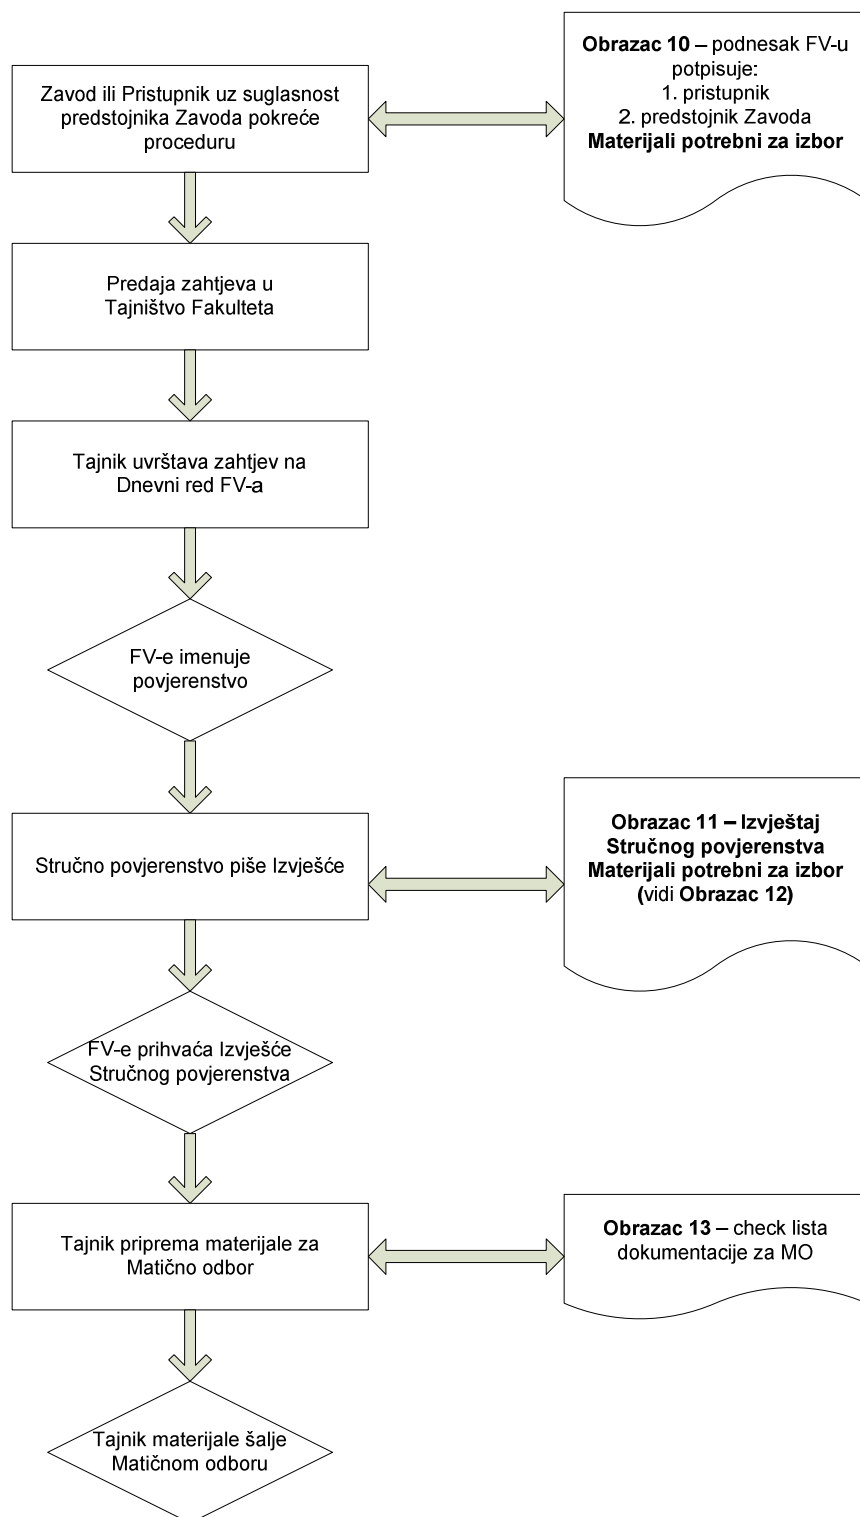 Zavod ili Pristupnik uz suglasnost
predstojnika Zavoda pokreće
proceduru
Obrazac 10 – podnesak FV-u
potpisuje:
1. pristupnik
2. predstojnik Zavoda
Materijali potrebni za izbor
Predaja zahtjeva u
Tajništvo Fakulteta
Tajnik uvrštava zahtjev na
Dnevni red FV-a
FV-e imenuje
povjerenstvo
Stručno povjerenstvo piše Izvješće
Obrazac 11 – Izvještaj
Stručnog povjerenstva
Materijali potrebni za izbor
(vidi Obrazac 12)
FV-e prihvaća Izvješće
Stručnog povjerenstva
Tajnik priprema materijale za
Matično odbor
Obrazac 13 – check lista
dokumentacije za MO
Tajnik materijale šalje
Matičnom odboru